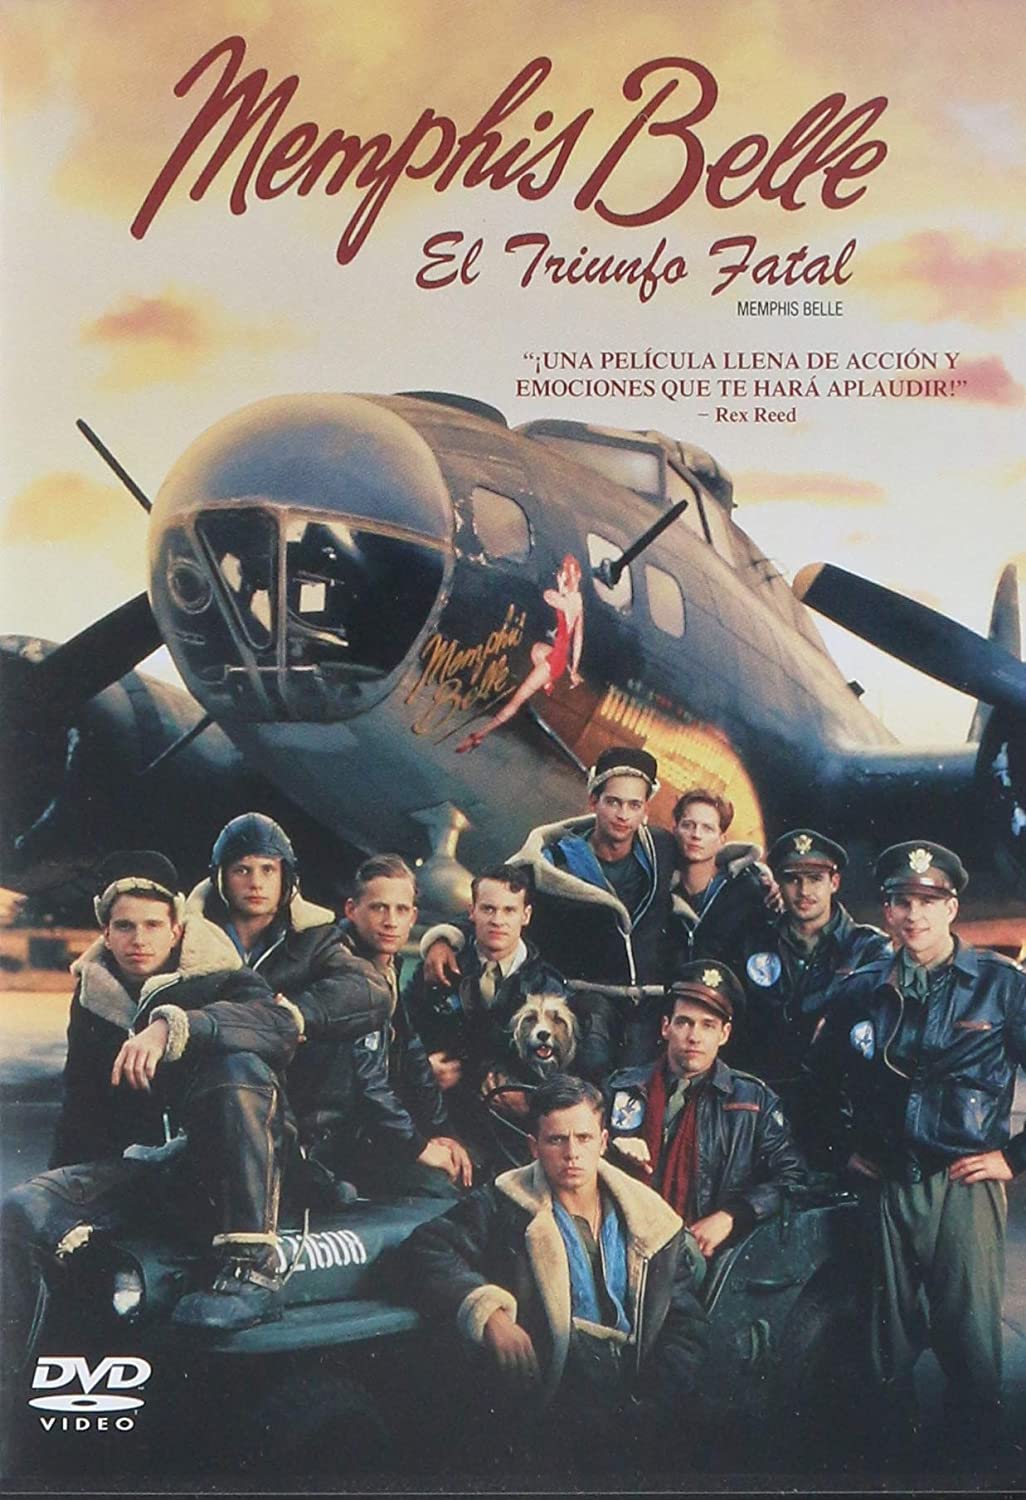 Memphis Belle
El Triunfo Fatal
MEMPHIS BELLE
“¡UNA PELÍCULA LLENA DE ACCIÓN Y
EMOCIONES QUE TE HARÁ APLAUDIR!”
– Rex Reed
Memphis
Belle
J21608
DVD
VIDEO